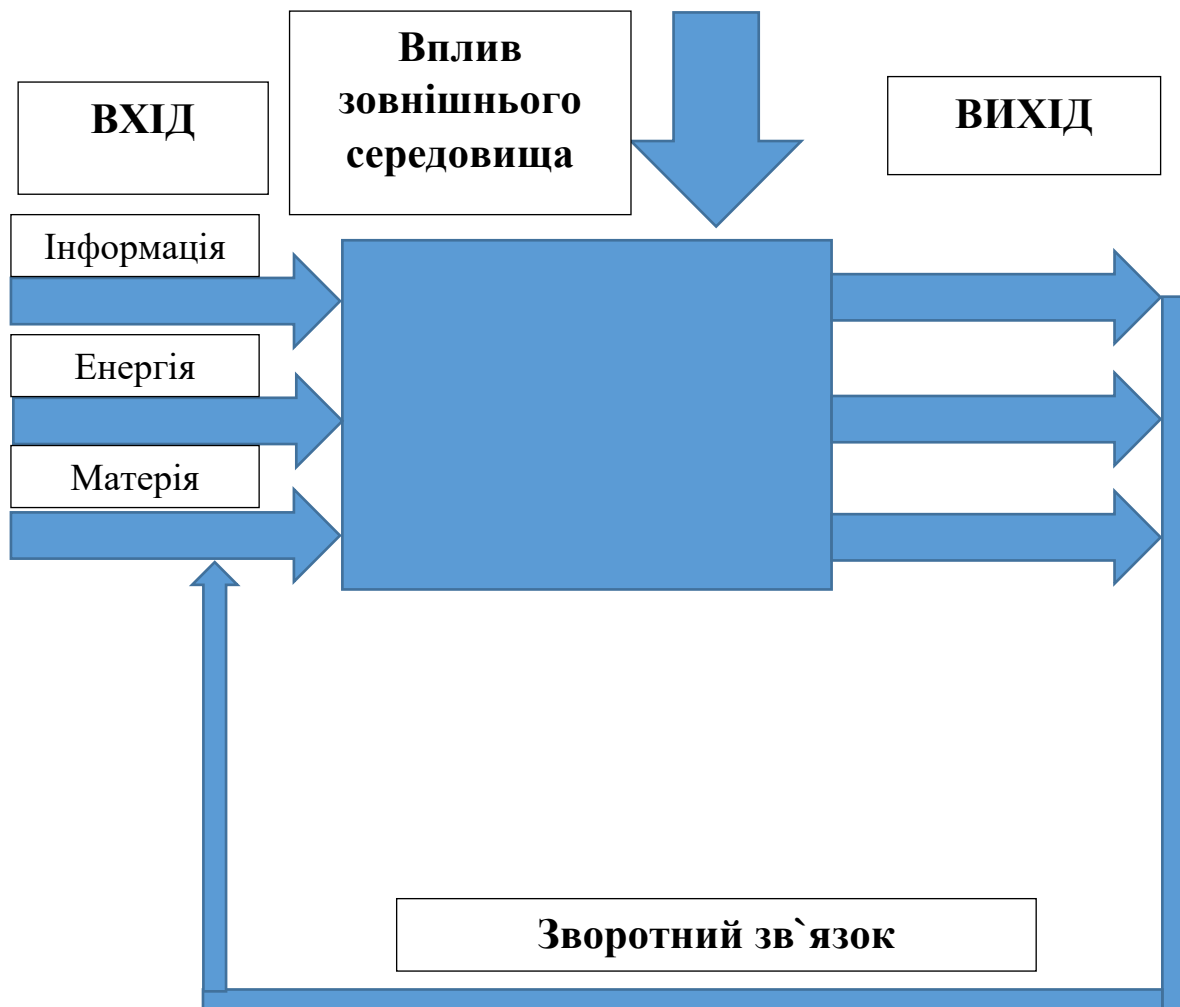 Вплив
зовнішнього
середовища
ВХІД
ВИХІД
Інформація
Енергія
Матерія
Зворотний зв`язок